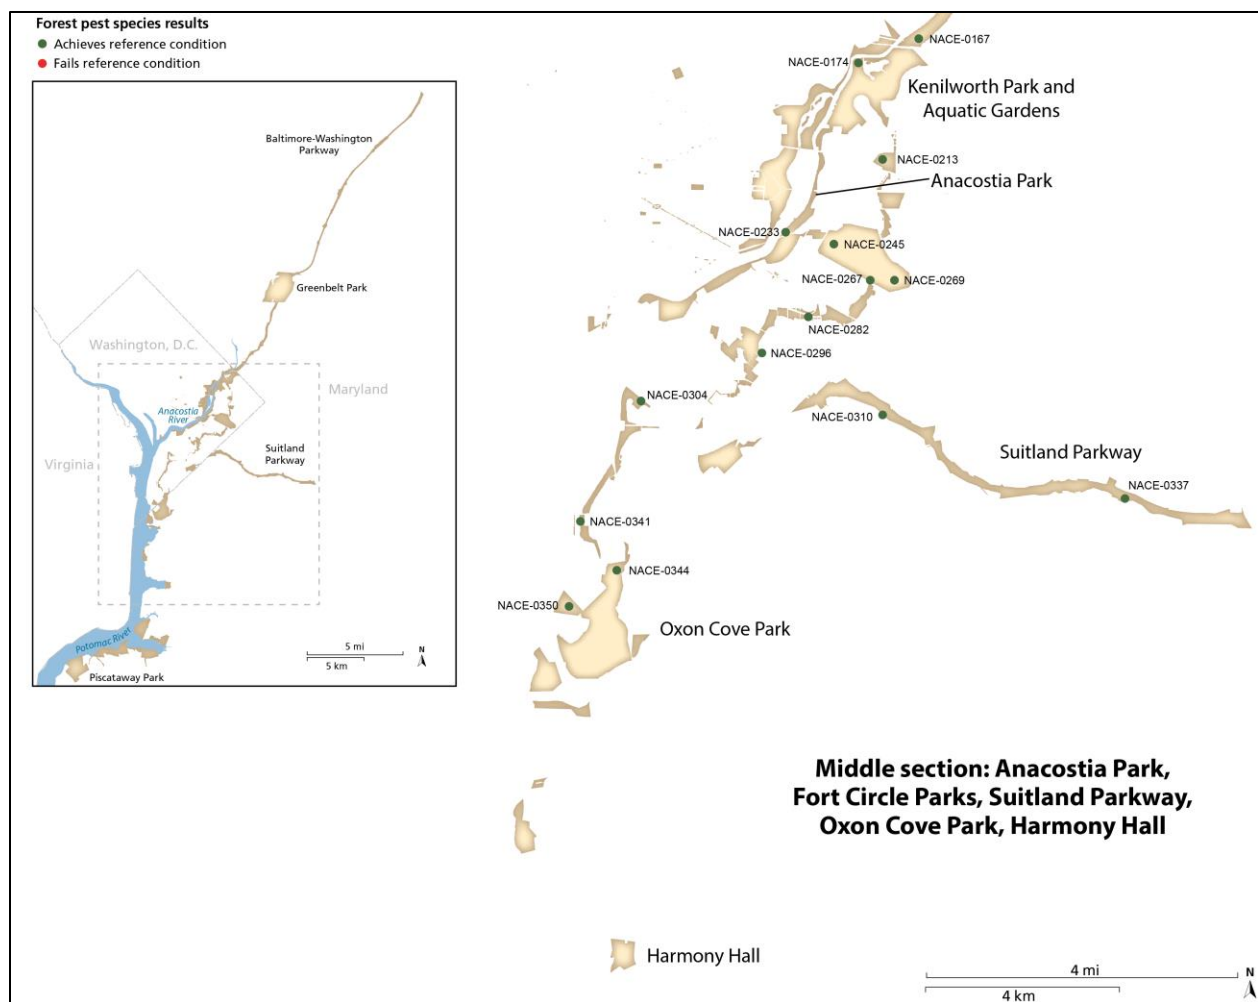 Forest pest species results
Achieves reference condition
Fails reference condition
Baltimore-Washington
Parkway
Greenbelt Park
Washington, D.C.
Maryland
Anacostia
River
Virginia
Suitland
Parkway
Potomac River
Piscataway Park
5 mi
5 km
N
NACE-0167
NACE-0174
Kenilworth Park and
Aquatic Gardens
NACE-0213
Anacostia Park
NACE-0233
NACE-0245
NACE-0267
NACE-0269
NACE-0282
NACE-0296
NACE-0304
NACE-0310
Suitland Parkway
NACE-0337
NACE-0341
NACE-0344
NACE-0350
Oxon Cove Park
Middle section: Anacostia Park,
Fort Circle Parks, Suitland Parkway,
Oxon Cove Park, Harmony Hall
Harmony Hall
4 mi
4 km
N